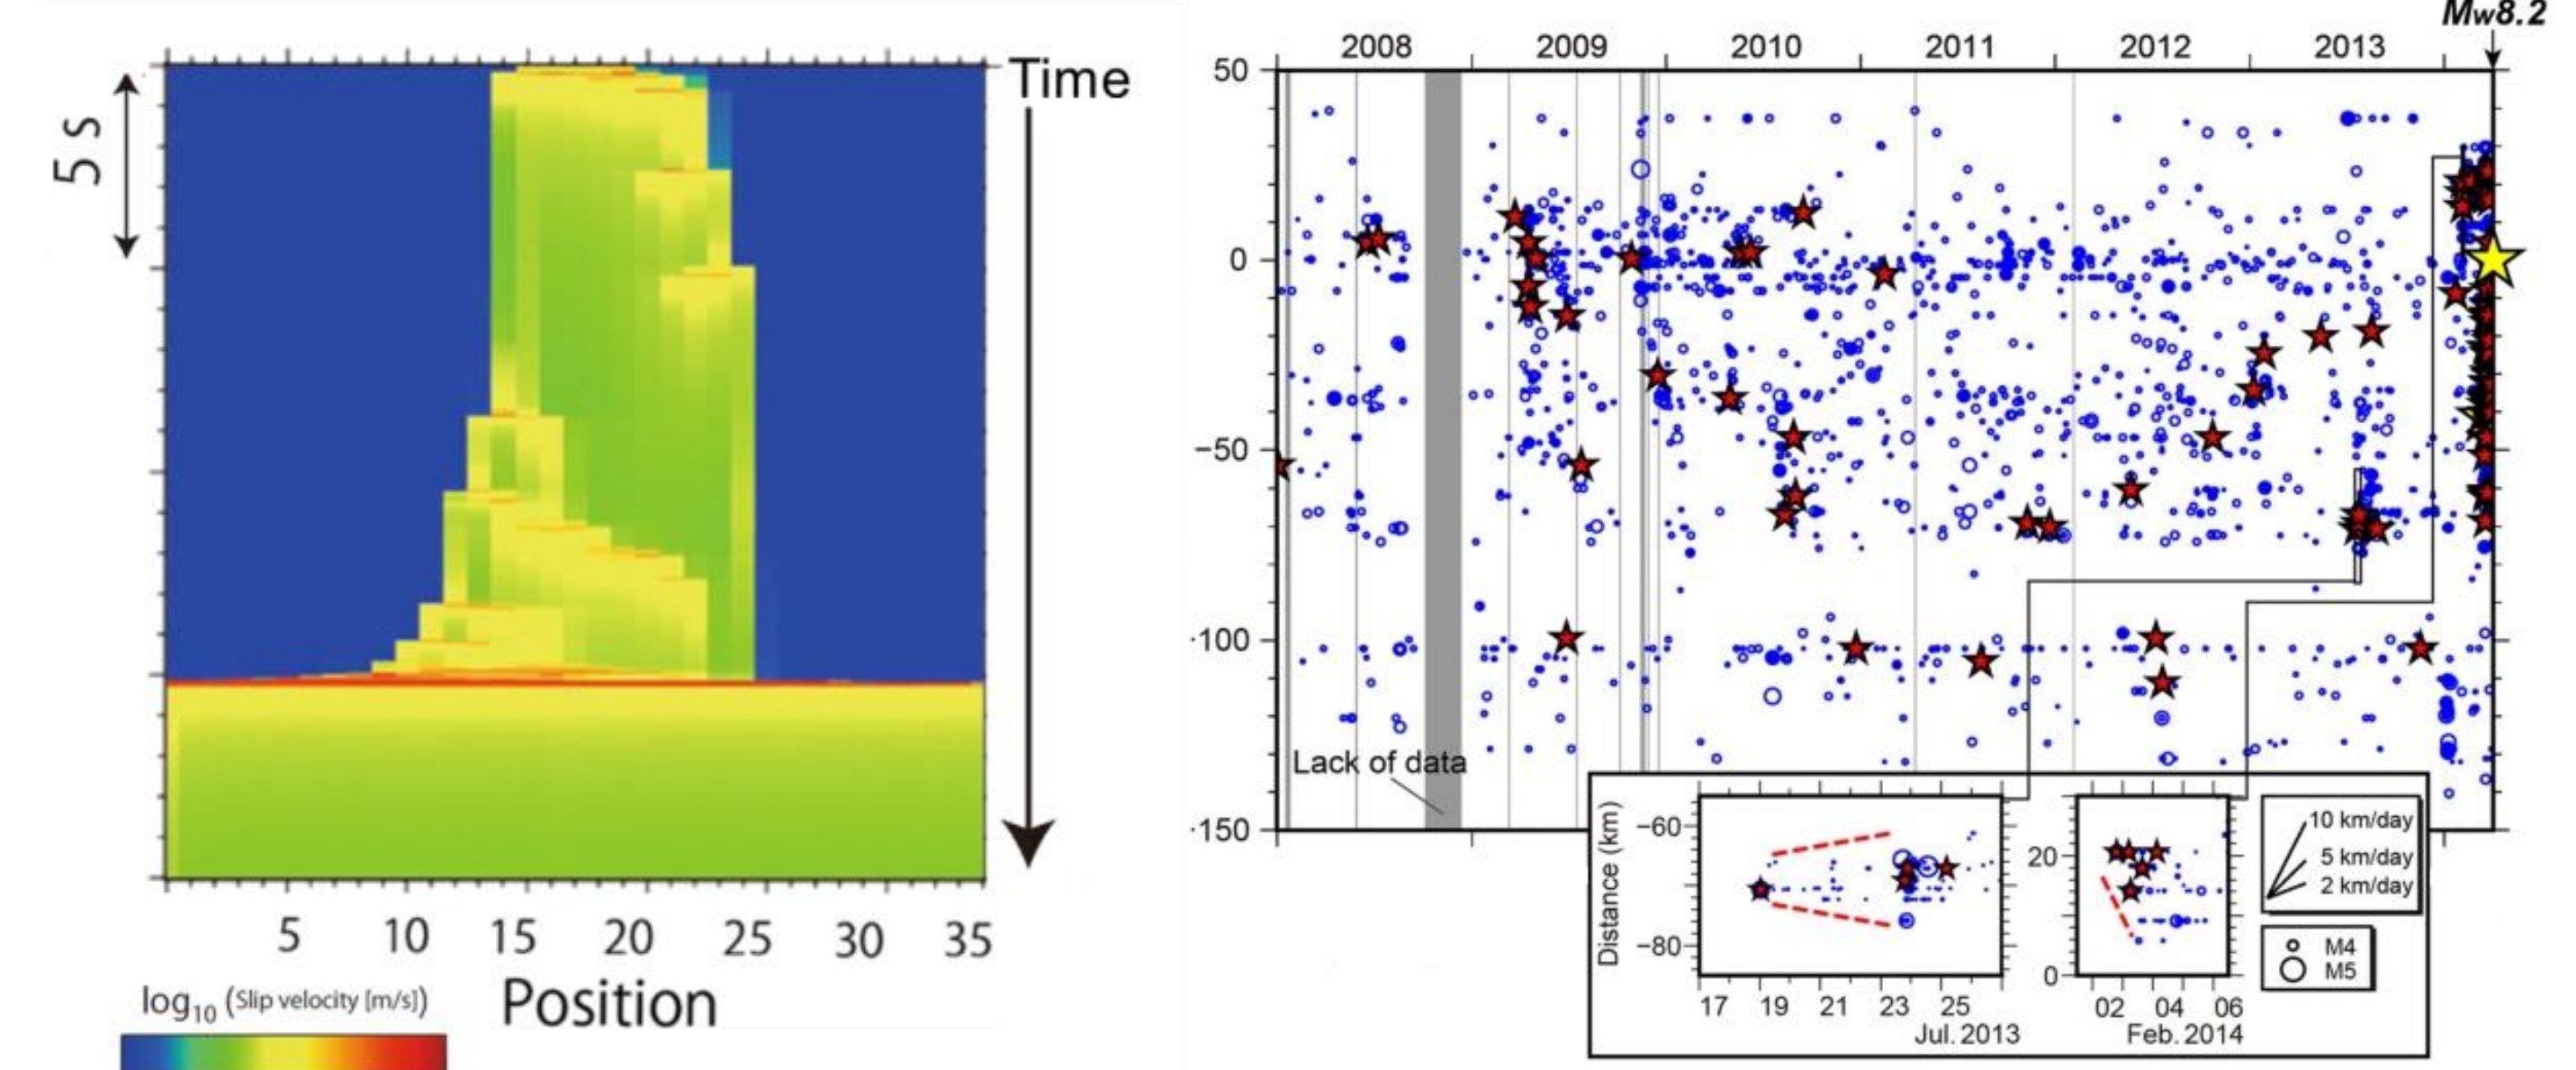 5 s
Time
5 10 15 20 25 30 35
Position
log10 (Slip velocity [m/s])
Mw8.2
2008 2009 2010 2011 2012 2013
50
0
−50
·100
·150
Lack of data
Distance (km)
−60
−80
17 19 21 23 25
Jul. 2013
20
0
02 04 06
Feb. 2014
10 km/day
5 km/day
2 km/day
M4
M5